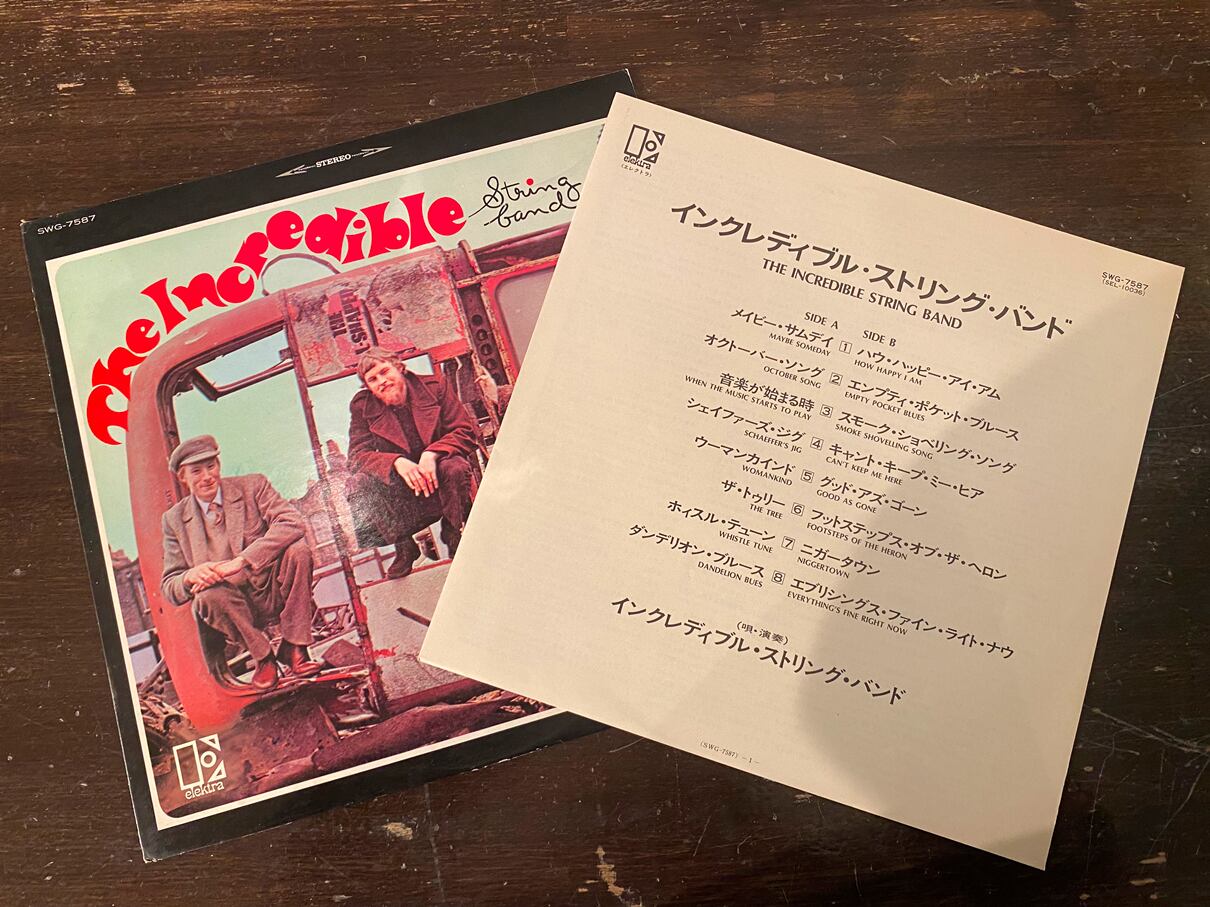 SWG-7587
STEREO
The Incredible
String
band
elektra
elektra
(エレクトラ)
SWG-7587
(SEL-10036)
インクレディブル・ストリング・バンド
THE INCREDIBLE STRING BAND
SIDE A
SIDE B
メイビー・サムデイ 1 ハウ・ハッピー・アイ・アム
MAYBE SOMEDAY HOW HAPPY I AM
オクトーバー・ソング 2 エンプティ・ポケット・ブルース
OCTOBER SONG EMPTY POCKET BLUES
音楽が始まる時 3 スモーク・ショベリング・ソング
WHEN THE MUSIC STARTS TO PLAY SMOKE SHOVELLING SONG
シェイファーズ・ジグ 4 キャント・キープ・ミー・ヒア
SCHAEFFER'S JIG CAN'T KEEP ME HERE
ウーマンカインド 5 グッド・アズ・ゴーン
WOMANKIND GOOD AS GONE
ザ・トゥリー 6 フットステップス・オブ・ザ・ヘロン
THE TREE FOOTSTEPS OF THE HERON
ホィスル・テューン 7 ニガータウン
WHISTLE TUNE NIGGERTOWN
ダンデリオン・ブルース 8 エブリシングス・ファイン・ライト・ナウ
DANDELION BUES EVERYTHING'S FINE RIGHT NOW
(唄・演奏)
インクレディブル・ストリング・バンド
(SWG-7587) -1-